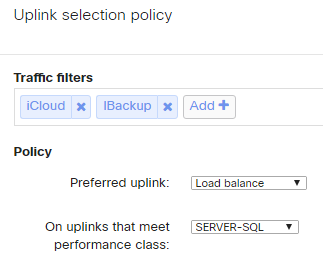 Uplink selection policy
Traffic filters
iCloud × IBackup × Add +
Policy
Preferred uplink: Load balance
On uplinks that meet SERVER-SQL
performance class: